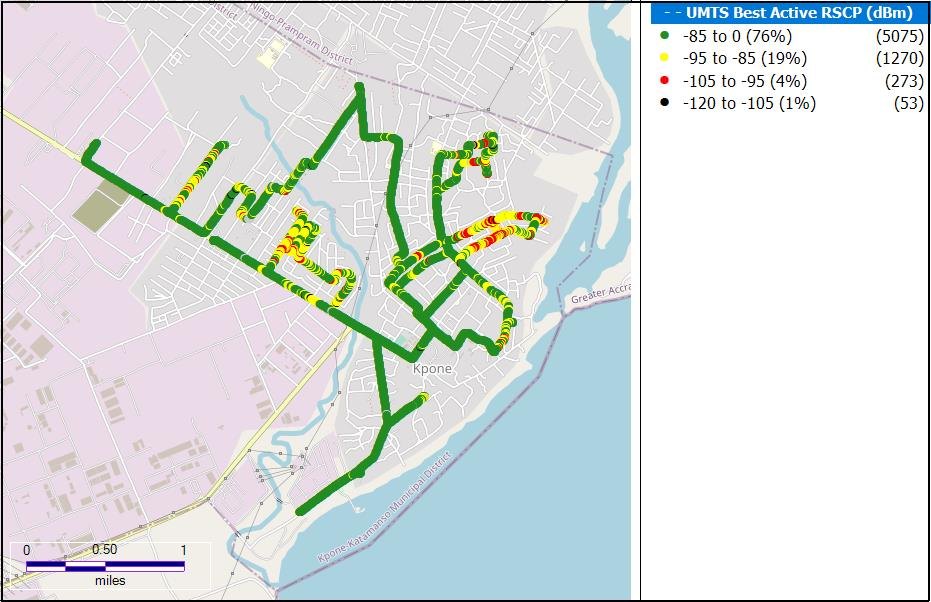 District
Ningo-Prampram District
Greater Accra
Kpone
Kpone-Katamanso Municipal District
0 0.50 1
miles
- - UMTS Best Active RSCP (dBm)
-85 to 0 (76%) (5075)
-95 to -85 (19%) (1270)
-105 to -95 (4%) (273)
-120 to -105 (1%) (53)